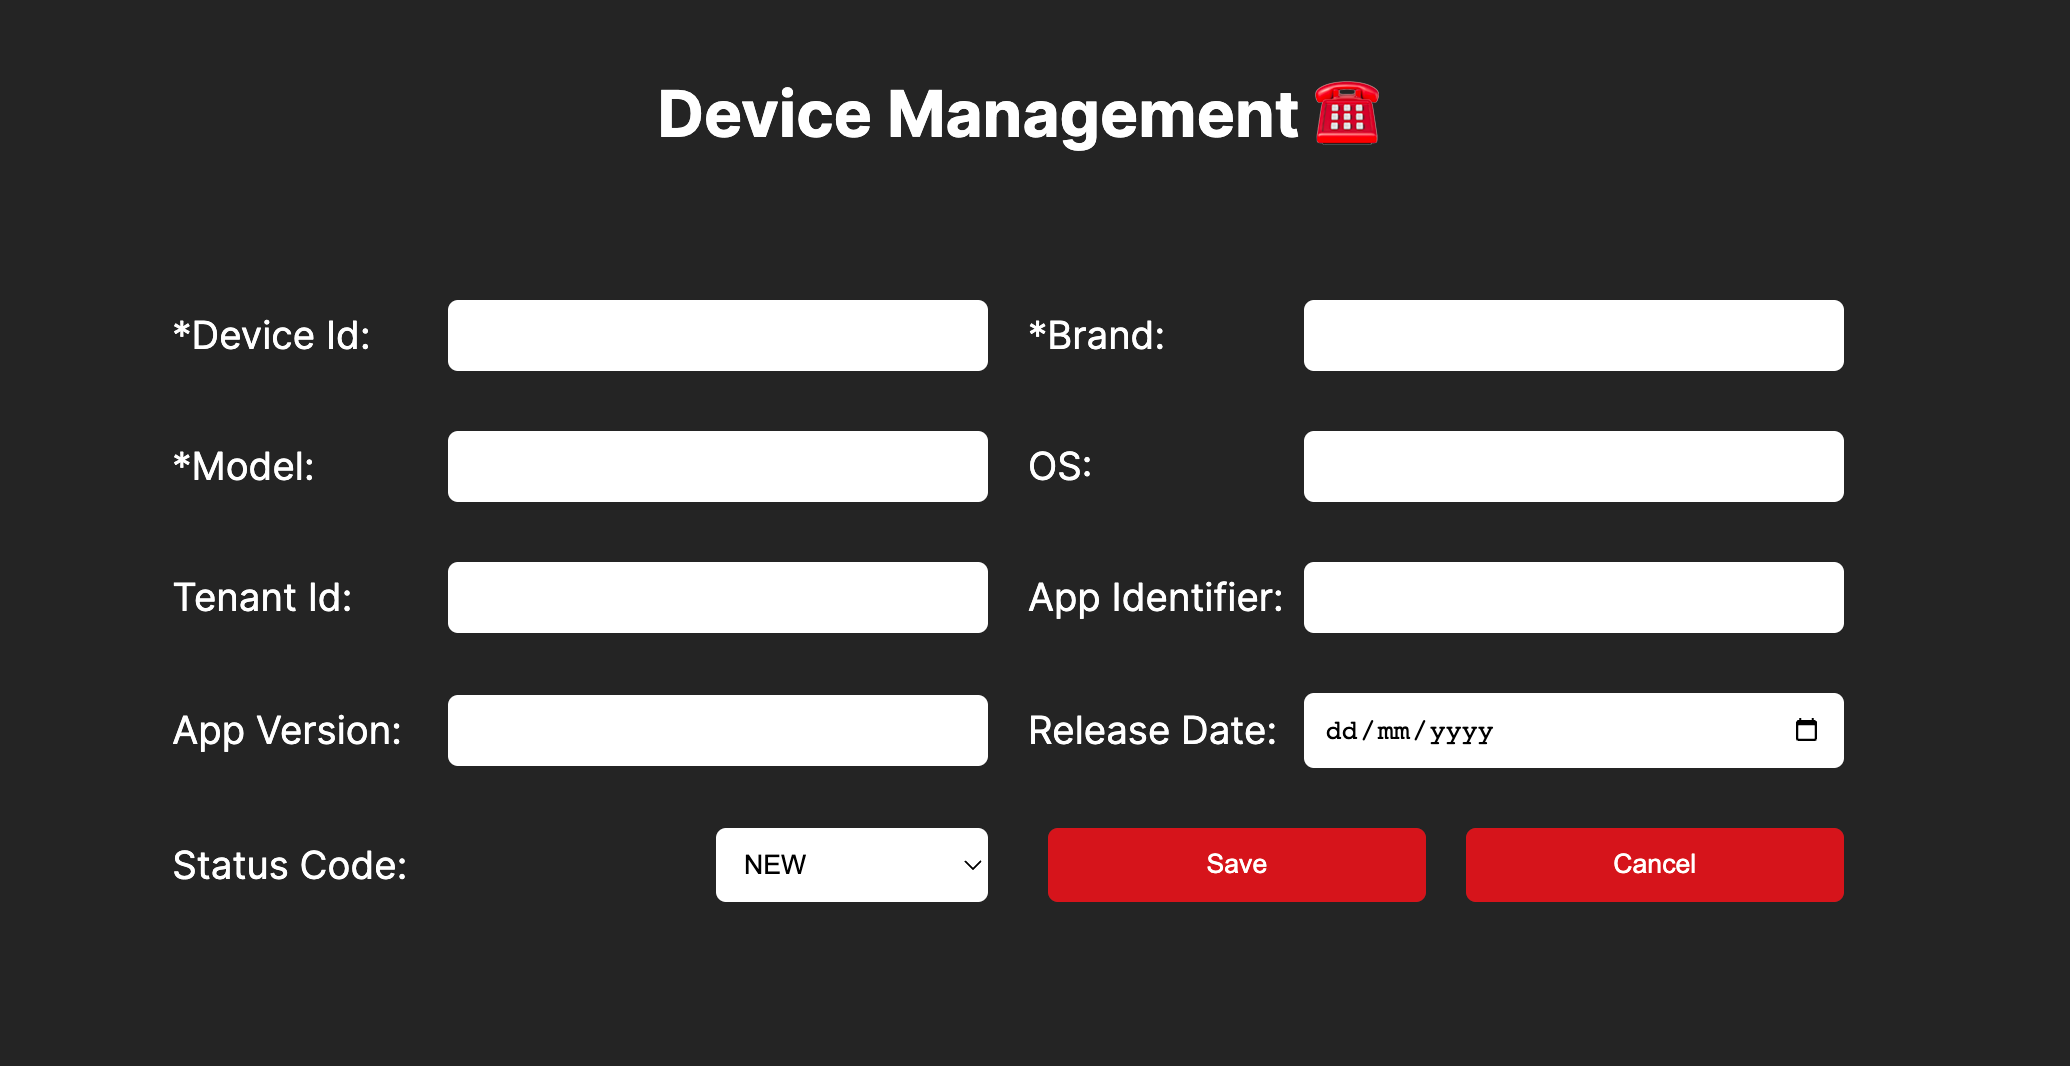 Device Management ☎️
*Device Id:
*Brand:
*Model:
OS:
Tenant Id:
App Identifier:
App Version:
Release Date: dd/mm/yyyy
Status Code: NEW
Save
Cancel